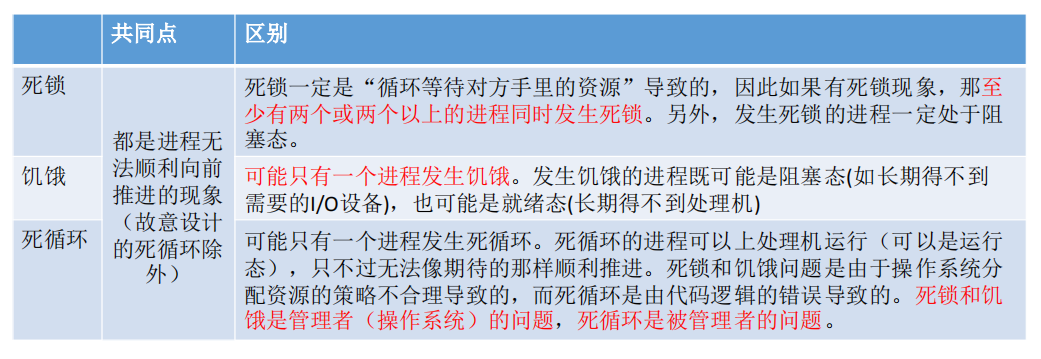 共同点 区别
死锁
都是进程无
法顺利向前
推进的现象
（故意设计
的死循环除
外）
死锁一定是“循环等待对方手里的资源”导致的，因此如果有死锁现象，那至
少有两个或两个以上的进程同时发生死锁。另外，发生死锁的进程一定处于阻
塞态。
饥饿
可能只有一个进程发生饥饿。发生饥饿的进程既可能是阻塞态(如长期得不到
需要的I/O设备)，也可能是就绪态(长期得不到处理机)
死循环
可能只有一个进程发生死循环。死循环的进程可以上处理机运行（可以是运行
态），只不过无法像期待的那样顺利推进。死锁和饥饿问题是由于操作系统分
配资源的策略不合理导致的，而死循环是由代码逻辑的错误导致的。死锁和饥
饿是管理者（操作系统）的问题，死循环是被管理者的问题。